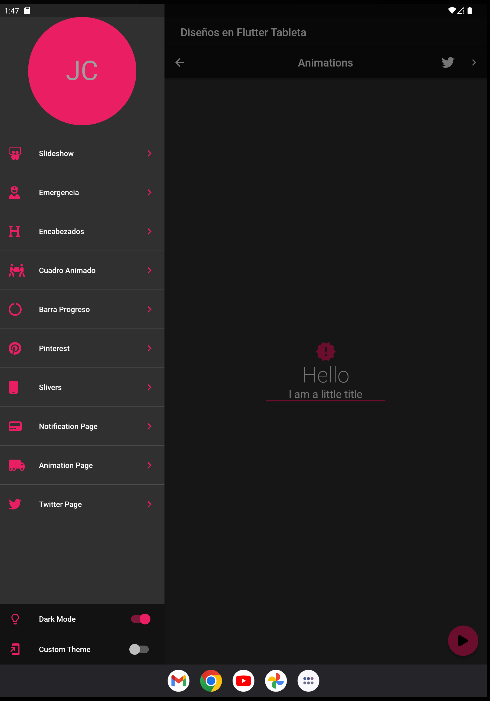 1:47
JC
Slideshow
Emergencia
Encabezados
Cuadro Animado
Barra Progreso
Pinterest
Slivers
Notification Page
Animation Page
Twitter Page
Dark Mode
Custom Theme
Diseños en Flutter Tableta
Animations
Hello
I am a little title